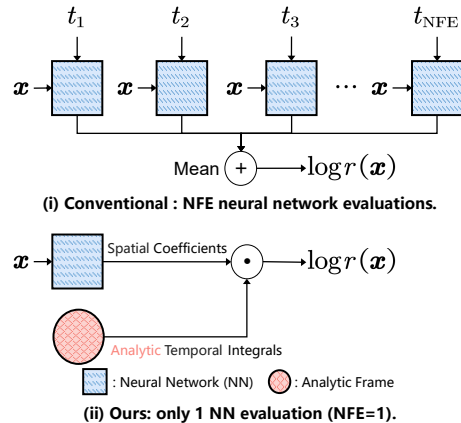 t₁ t₂ t₃ t_NFE
x x x ··· x
Mean + log r(x)
(i) Conventional : NFE neural network evaluations.
x Spatial Coefficients · log r(x)
Analytic Temporal Integrals
: Neural Network (NN) : Analytic Frame
(ii) Ours: only 1 NN evaluation (NFE=1).